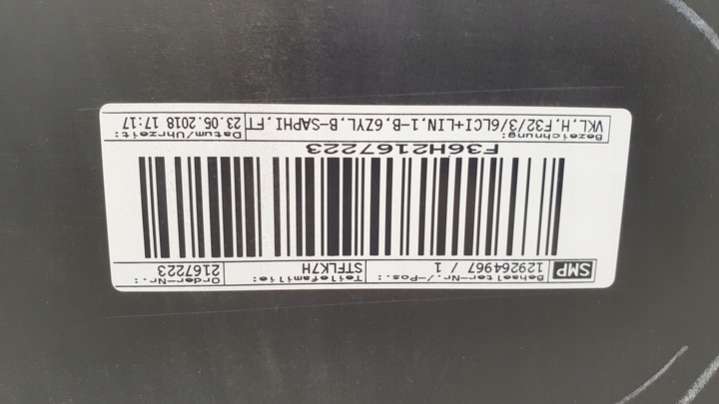 SMP Behaelter-Nr./-Pos.: Teilefamilie: Order-Nr.:
129264967 / 1 STFLK7H 2167223
F36H2167223
Bezeichnung: Datum/Uhrzeit:
VKL,H,F32/3/6LCI+LIN,1-B,6ZYL,B-SAPHI,FT 23.05.2018 17:17